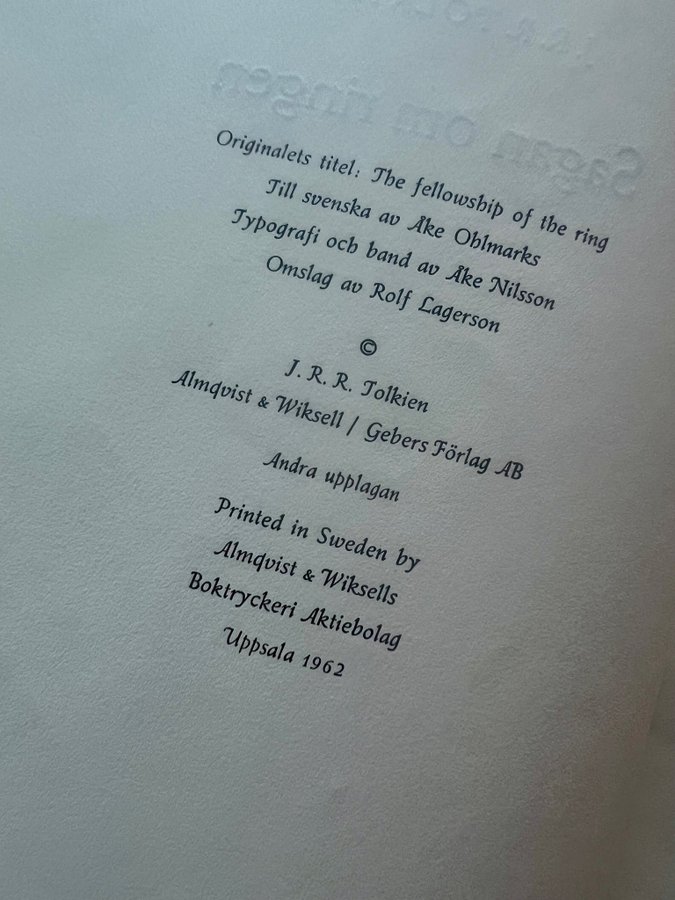 Originalets titel: The fellowship of the ring
Till svenska av Åke Ohlmarks
Typografi och band av Åke Nilsson
Omslag av Rolf Lagerson
©
J. R. R. Tolkien
Almqvist & Wiksell / Gebers Förlag AB
Andra upplagan
Printed in Sweden by
Almqvist & Wiksells
Boktryckeri Aktiebolag
Uppsala 1962